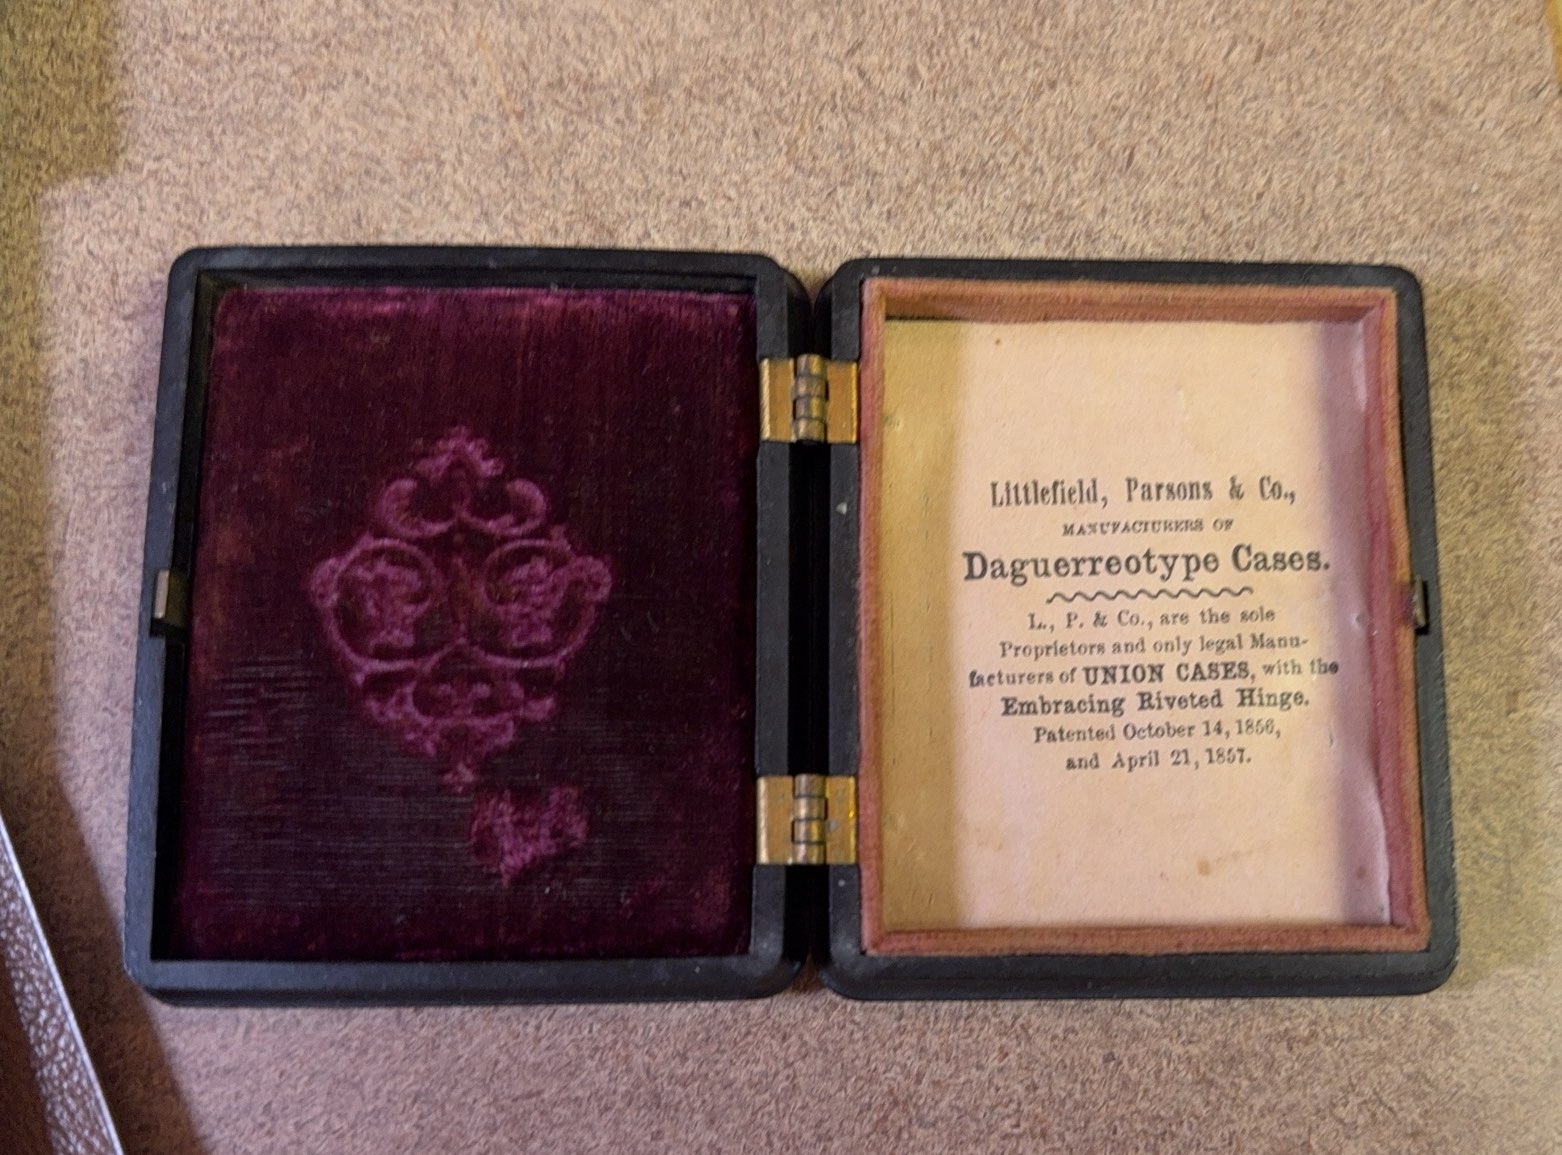 Littlefield, Parsons & Co.,
MANUFACTURERS OF
Daguerreotype Cases.
L., P. & Co., are the sole
Proprietors and only legal Manu-
facturers of UNION CASES, with the
Embracing Riveted Hinge.
Patented October 14, 1856,
and April 21, 1857.